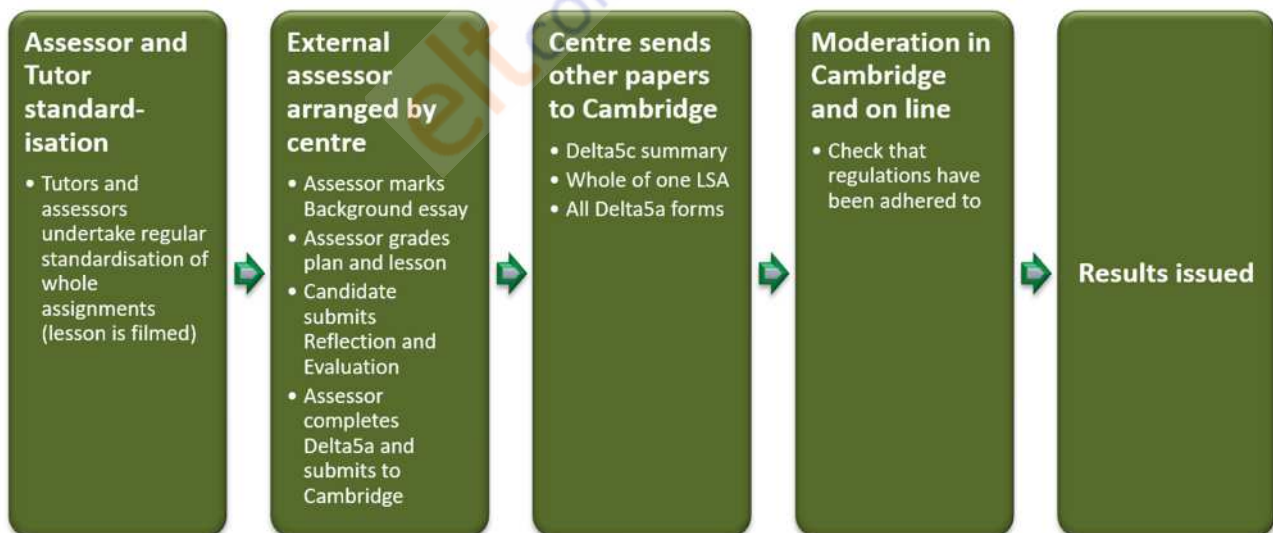 Assessor and
Tutor
standard-
isation
• Tutors and
assessors
undertake regular
standardisation of
whole
assignments
(lesson is filmed)
External
assessor
arranged by
centre
• Assessor marks
Background essay
• Assessor grades
plan and lesson
• Candidate
submits
Reflection and
Evaluation
• Assessor
completes
Delta5a and
submits to
Cambridge
Centre sends
other papers
to Cambridge
• Delta5c summary
• Whole of one LSA
• All Delta5a forms
Moderation in
Cambridge
and on line
• Check that
regulations have
been adhered to
Results issued